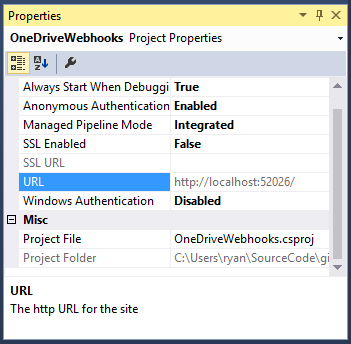 Properties
OneDriveWebhooks Project Properties
Always Start When Debuggi True
Anonymous Authentication Enabled
Managed Pipeline Mode Integrated
SSL Enabled False
SSL URL
URL http://localhost:52026/
Windows Authentication Disabled
Misc
Project File OneDriveWebhooks.csproj
Project Folder C:\Users\ryan\SourceCode\gi
URL
The http URL for the site